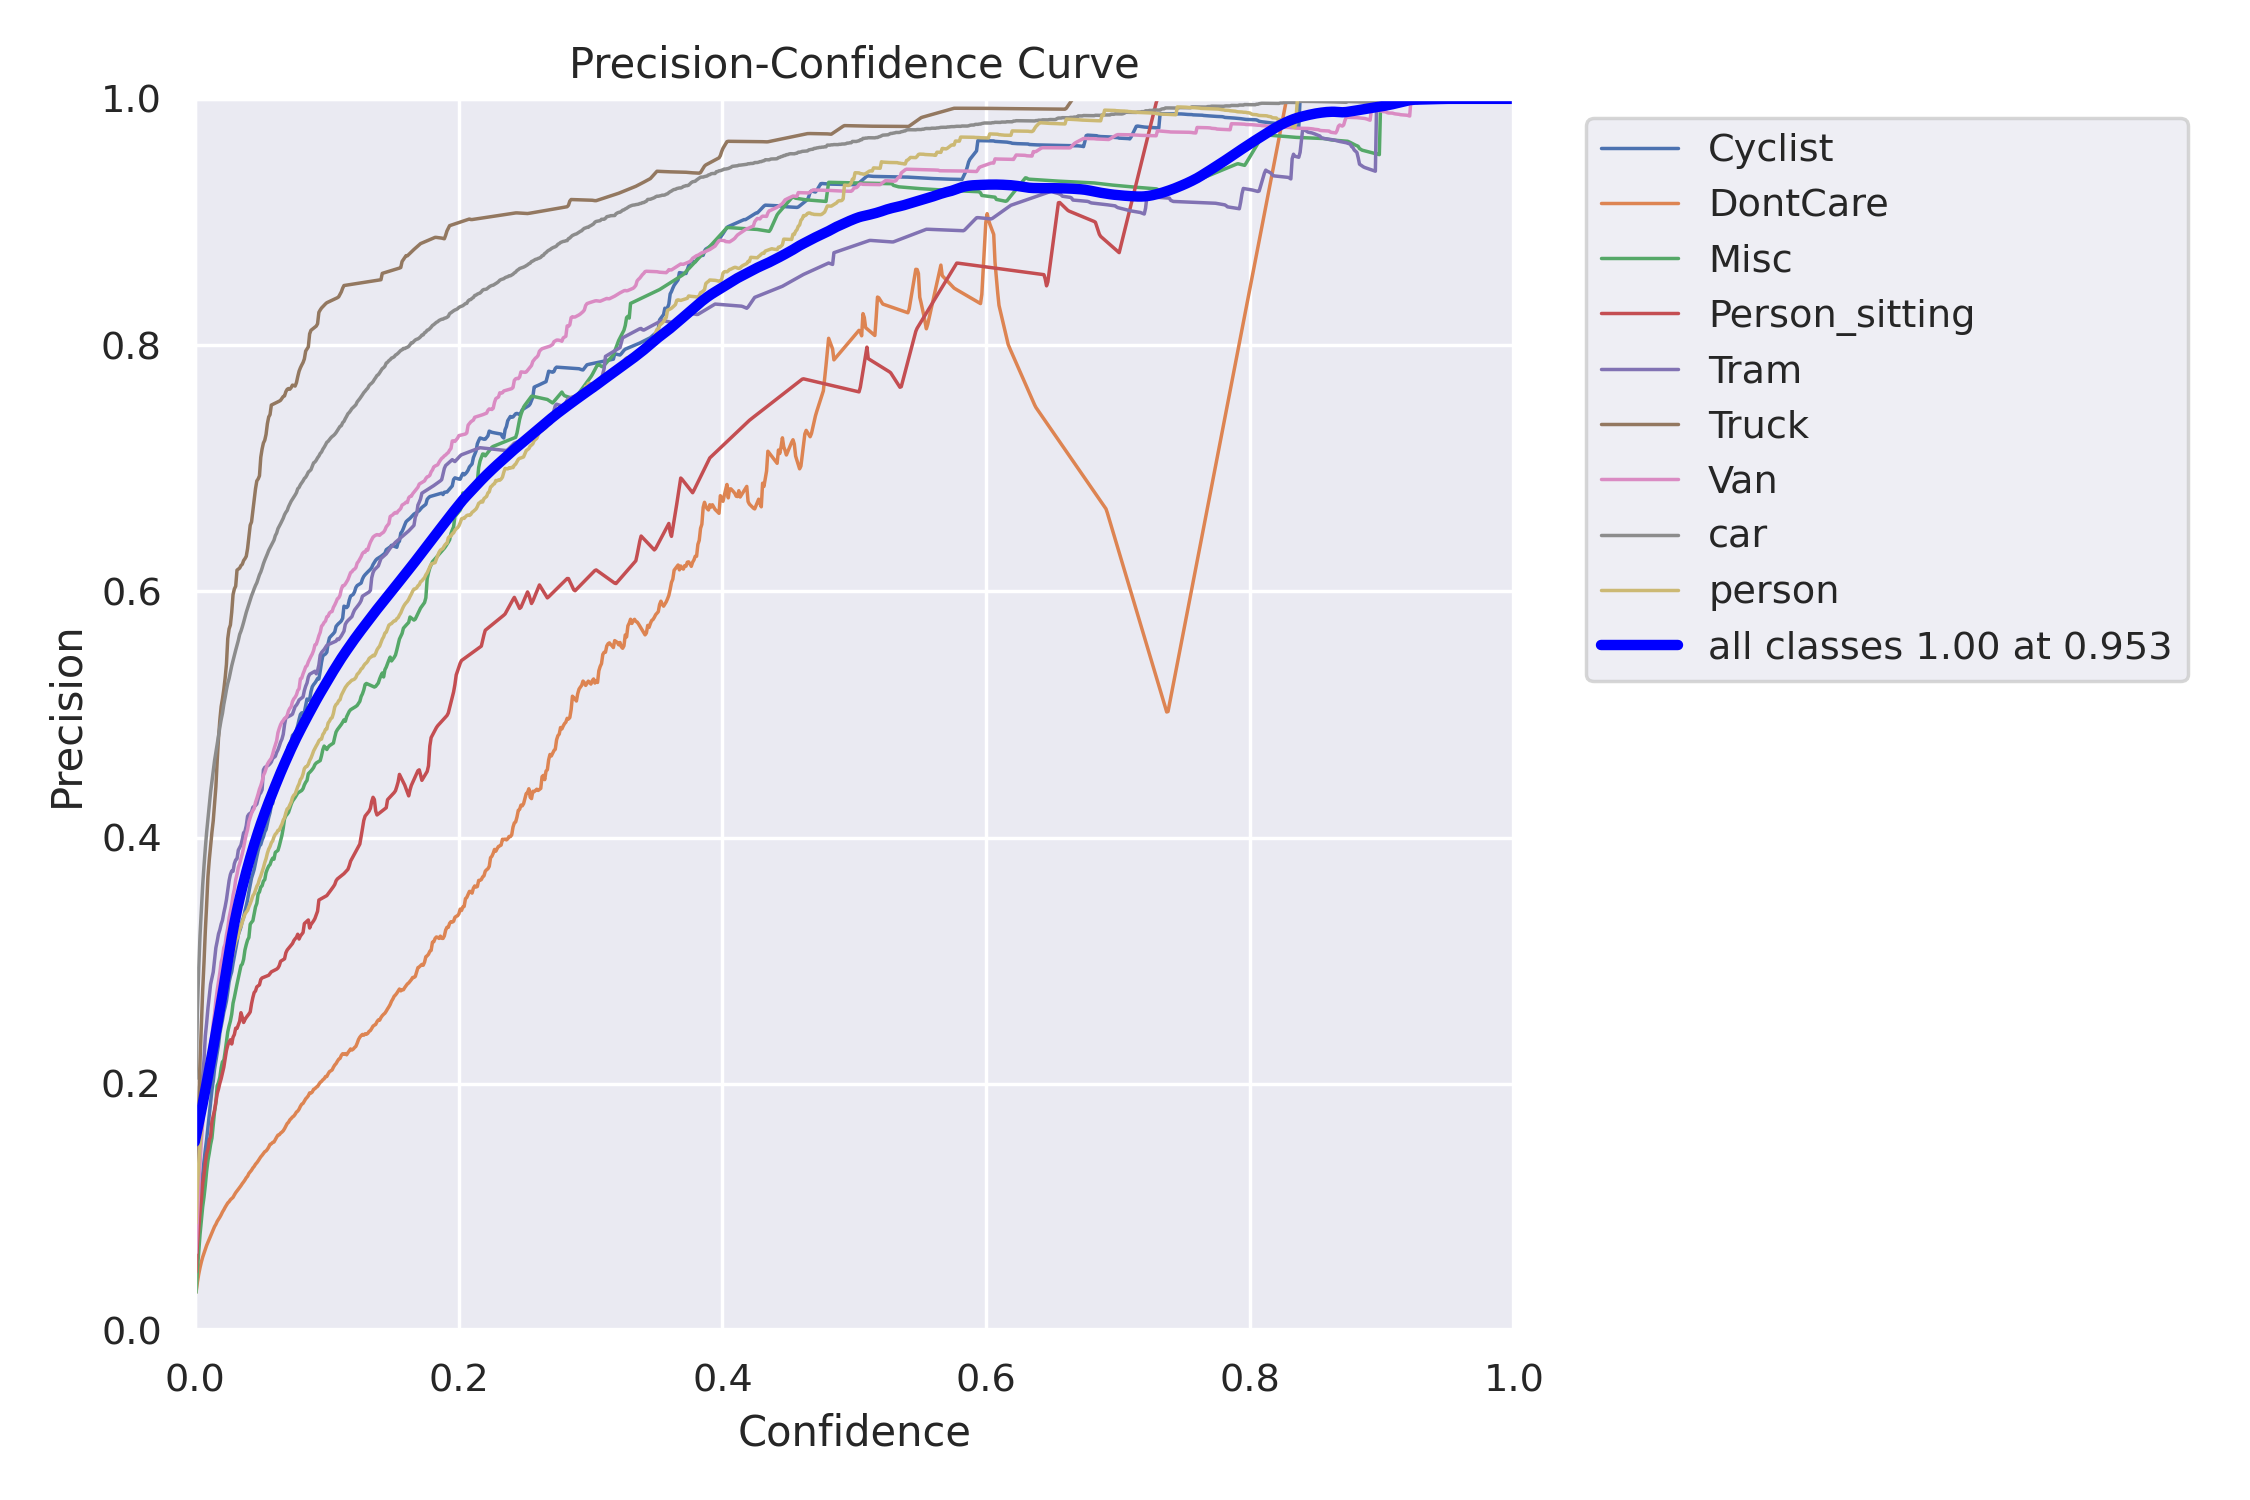 Precision-Confidence Curve
1.0
0.8
0.6
0.4
0.2
0.0
Precision
0.0 0.2 0.4 0.6 0.8 1.0
Confidence
Cyclist
DontCare
Misc
Person_sitting
Tram
Truck
Van
car
person
all classes 1.00 at 0.953